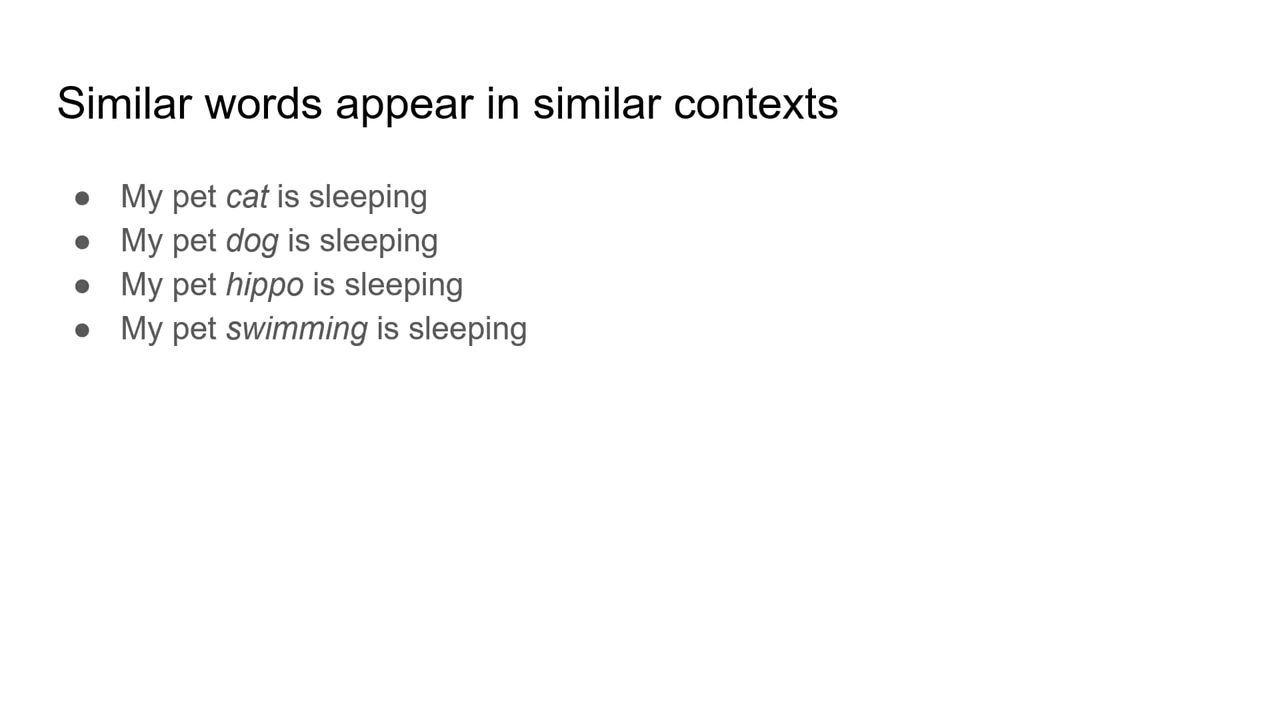 Similar words appear in similar contexts
● My pet cat is sleeping
● My pet dog is sleeping
● My pet hippo is sleeping
● My pet swimming is sleeping